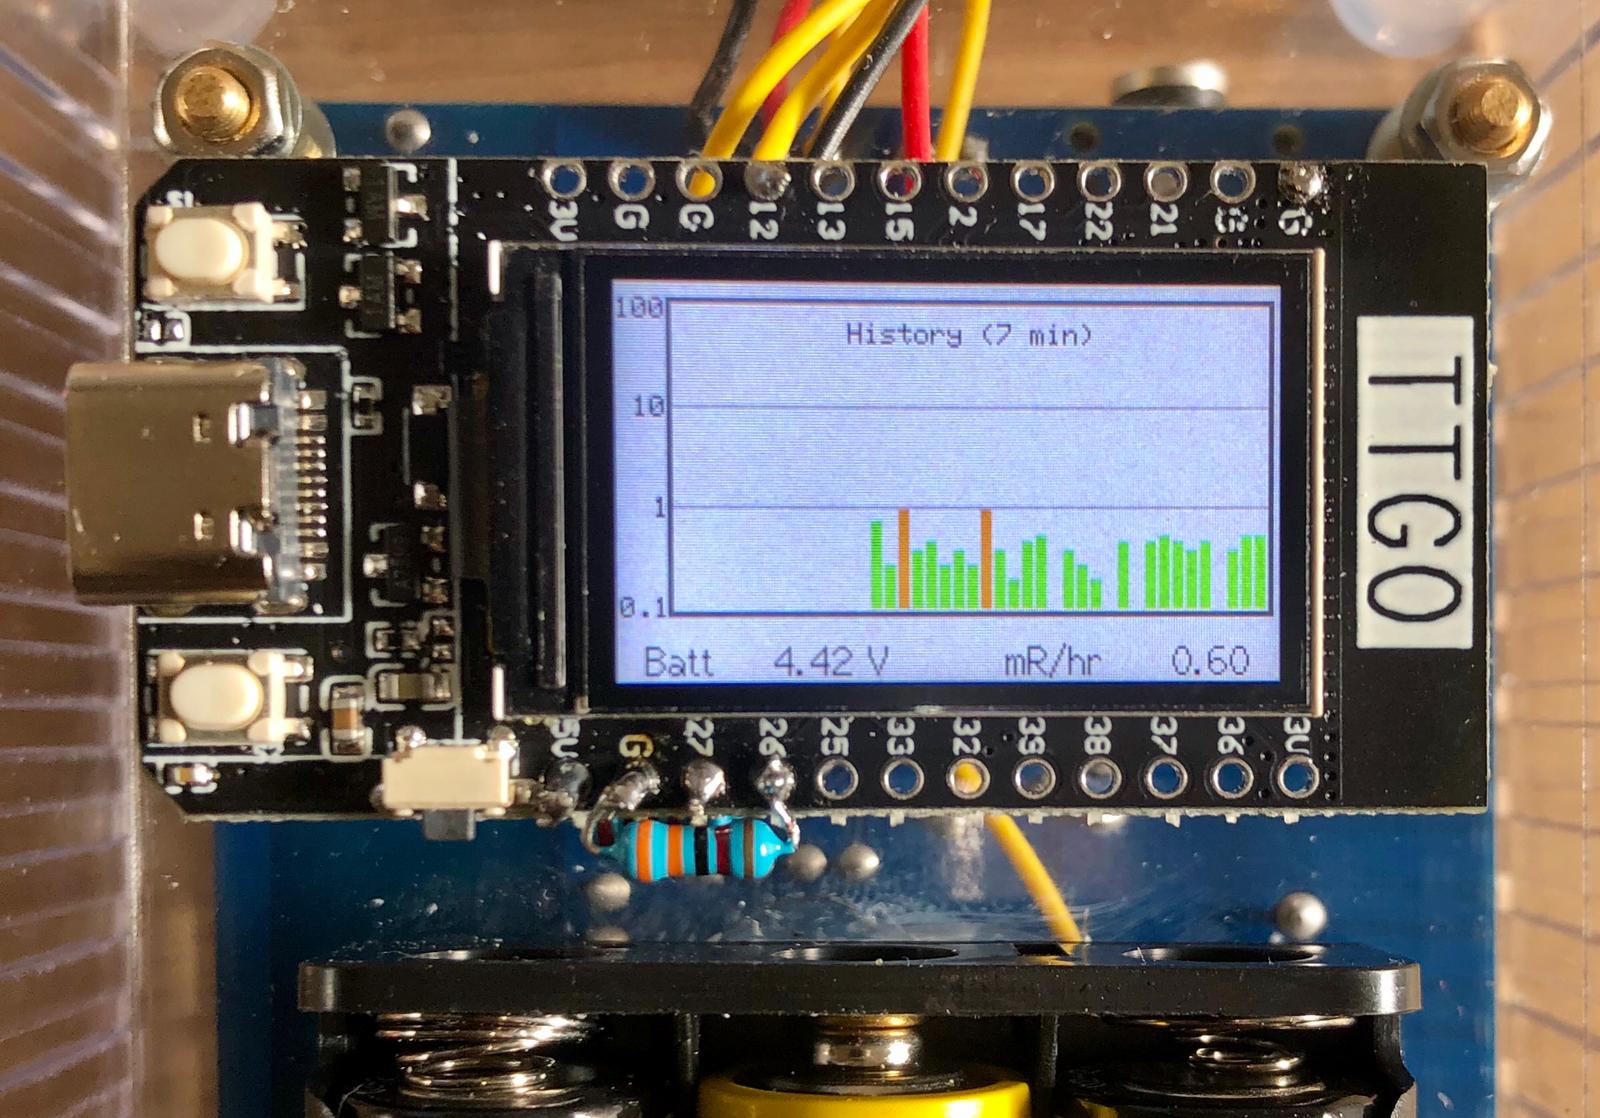 3V G G 12 13 15 2 17 22 21 G
100
History (7 min)
10
1
0.1
Batt 4.42 V mR/hr 0.60
TTGO
5V G 27 26 25 33 32 39 38 37 36 3V